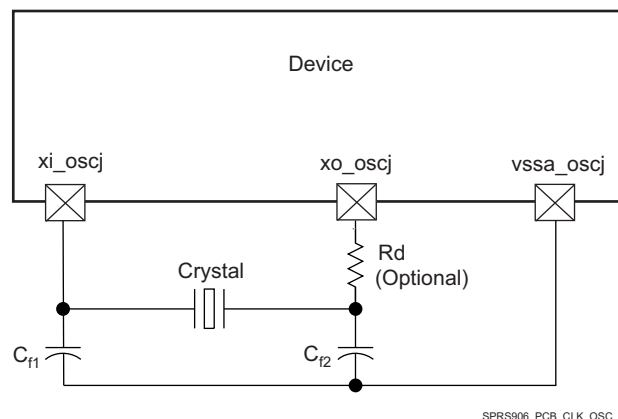 Device
xi_oscj
xo_oscj
vssa_oscj
Rd
(Optional)
Crystal
Cf1
Cf2
SPRS906_PCB_CLK_OSC